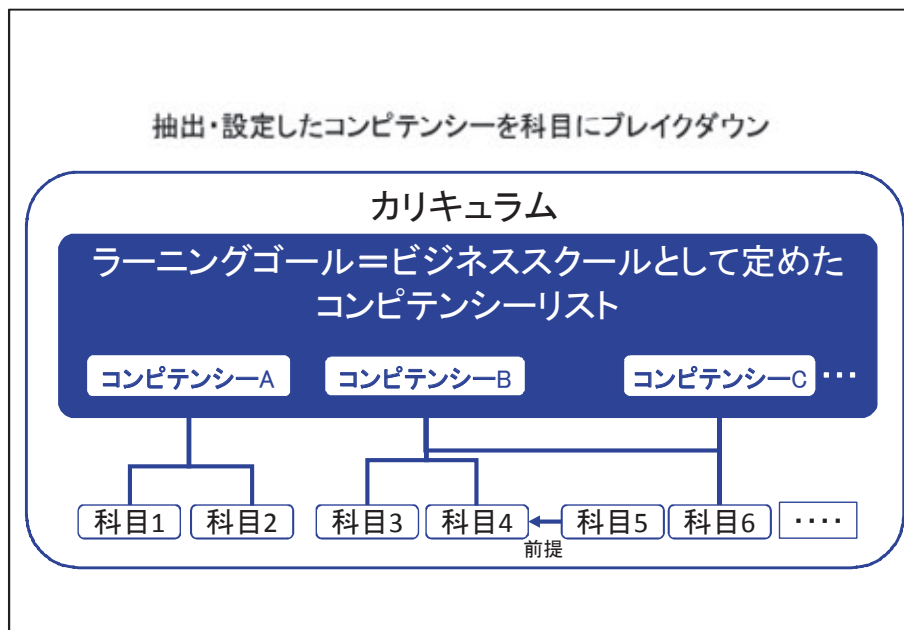 抽出・設定したコンピテンシーを科目にブレイクダウン
カリキュラム
ラーニングゴール＝ビジネススクールとして定めた
コンピテンシーリスト
コンピテンシーA
コンピテンシーB
コンピテンシーC
･･･
科目1
科目2
科目3
科目4
科目5
科目6
････
前提